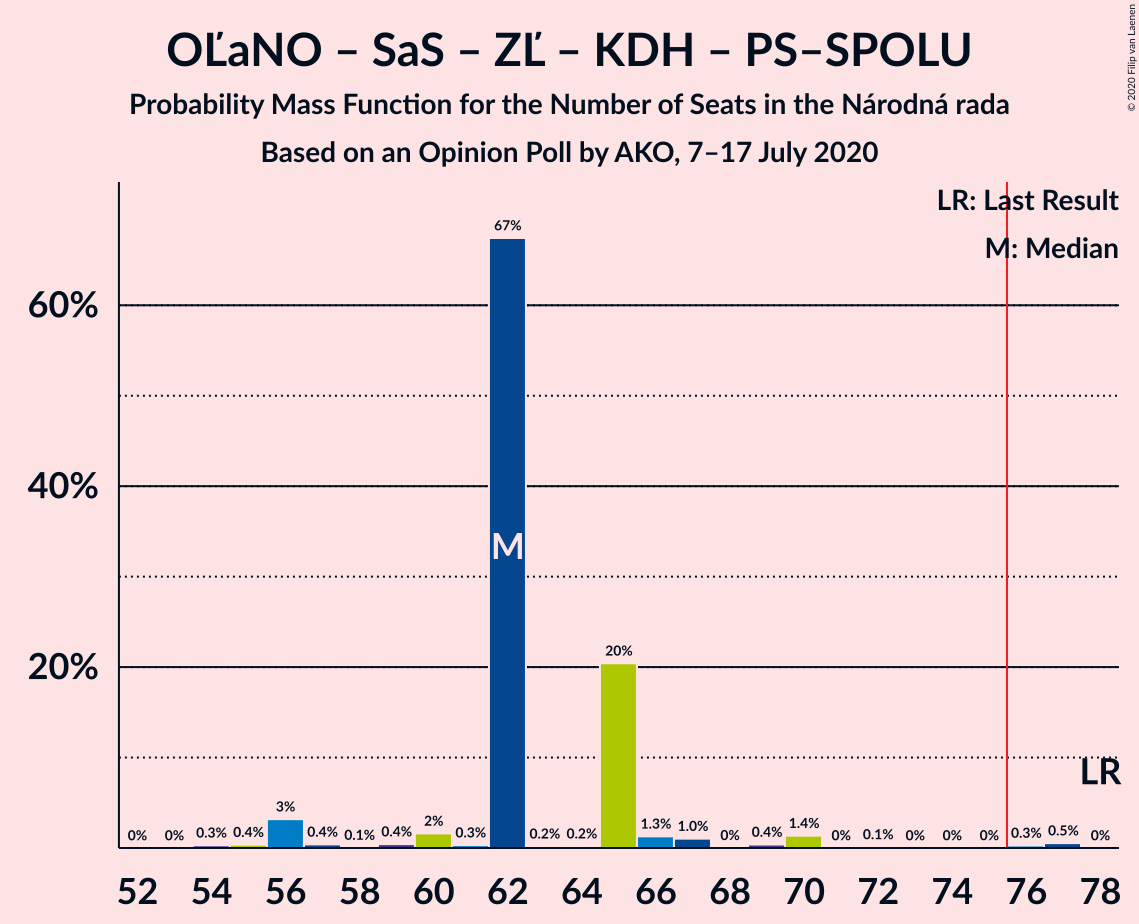 OĽaNO – SaS – ZĽ – KDH – PS–SPOLU
Probability Mass Function for the Number of Seats in the Národná rada
Based on an Opinion Poll by AKO, 7–17 July 2020
© 2020 Filip van Laenen
LR: Last Result
M: Median
67%
60%
M
40%
20%
20%
LR
3%
0% 0% 0.3% 0.4% 0.4% 0.1% 0.4% 2% 0.3% 0.2% 0.2% 1.3% 1.0% 0% 0.4% 1.4% 0% 0.1% 0% 0% 0% 0.3% 0.5% 0%
52 54 56 58 60 62 64 66 68 70 72 74 76 78